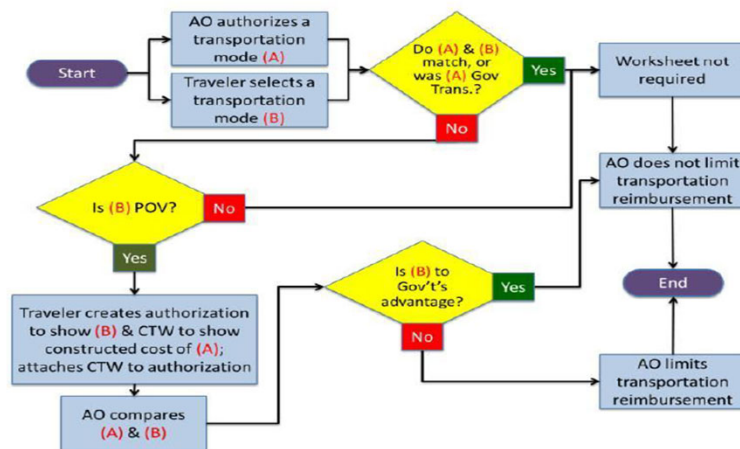 Start
AO authorizes a
transportation
mode (A)
Traveler selects a
transportation
mode (B)
Do (A) & (B)
match, or
was (A) Gov
Trans.?
Yes
No
Worksheet not
required
AO does not limit
transportation
reimbursement
End
Is (B) POV?
No
Yes
Traveler creates authorization
to show (B) & CTW to show
constructed cost of (A);
attaches CTW to authorization
AO compares
(A) & (B)
Is (B) to
Gov't's
advantage?
Yes
No
AO limits
transportation
reimbursement